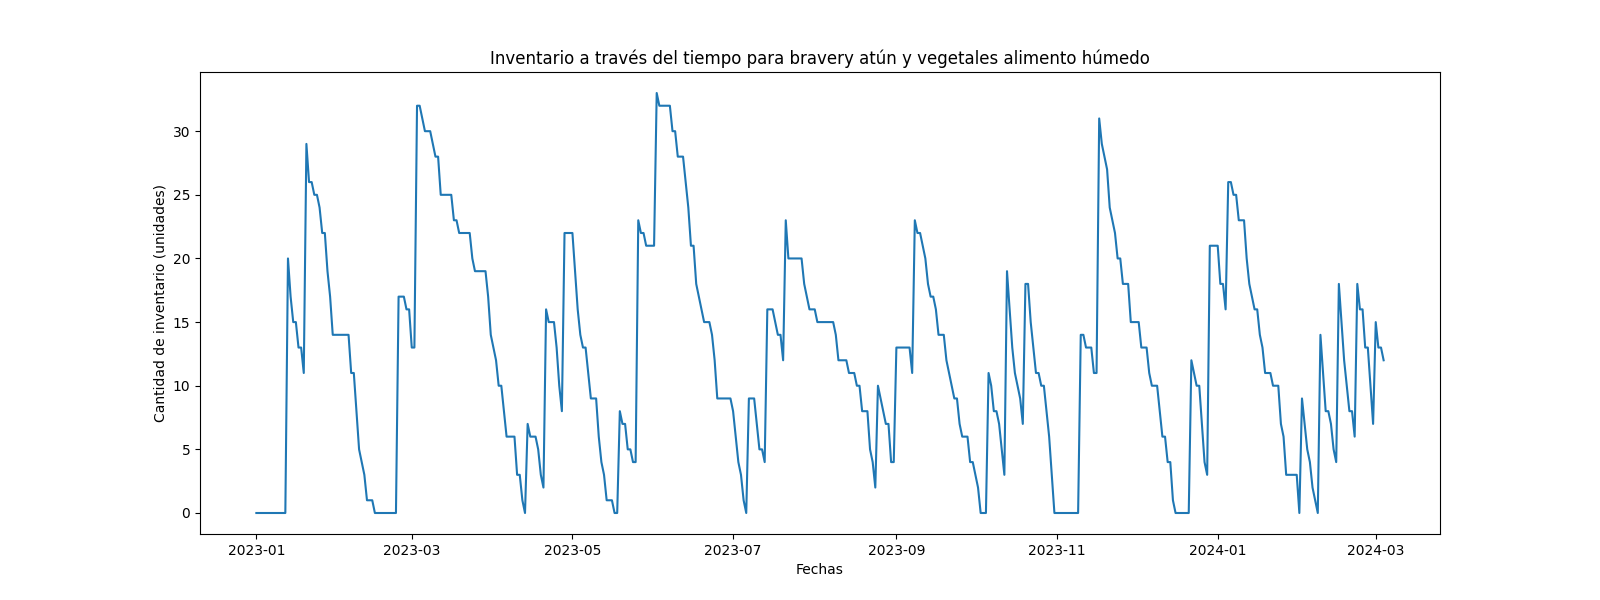 Inventario a través del tiempo para bravery atún y vegetales alimento húmedo
Cantidad de inventario (unidades)
30
25
20
15
10
5
0
2023-01 2023-03 2023-05 2023-07 2023-09 2023-11 2024-01 2024-03
Fechas